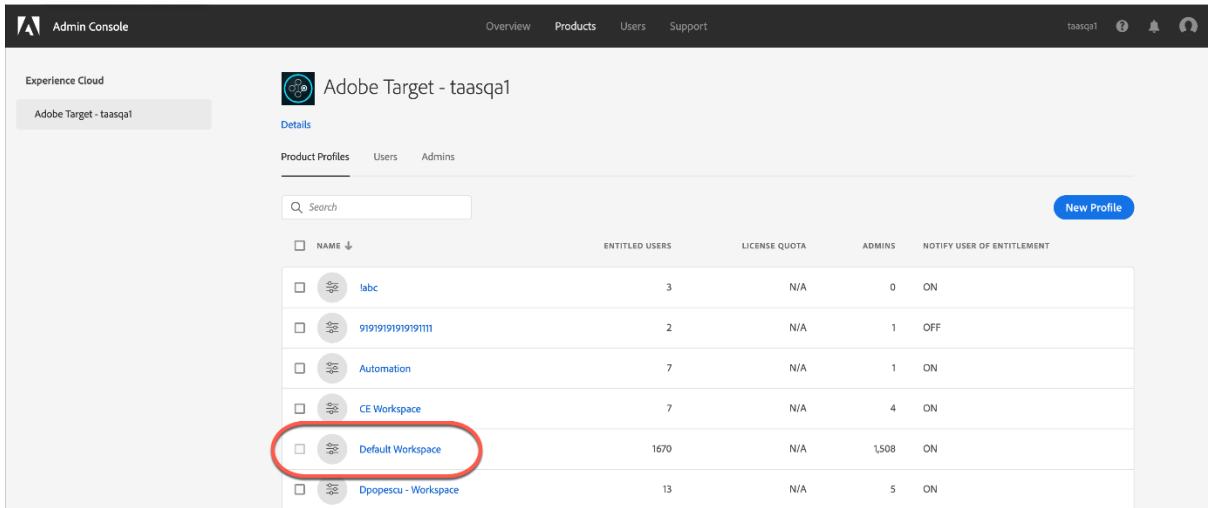 Admin Console Overview Products Users Support taasqa1
Experience Cloud
Adobe Target - taasqa1
Adobe Target - taasqa1
Details
Product Profiles Users Admins
Search
New Profile
NAME ENTITLED USERS LICENSE QUOTA ADMINS NOTIFY USER OF ENTITLEMENT
!abc 3 N/A 0 ON
91919191919191111 2 N/A 1 OFF
Automation 7 N/A 1 ON
CE Workspace 7 N/A 4 ON
Default Workspace 1670 N/A 1,508 ON
Dpopescu - Workspace 13 N/A 5 ON